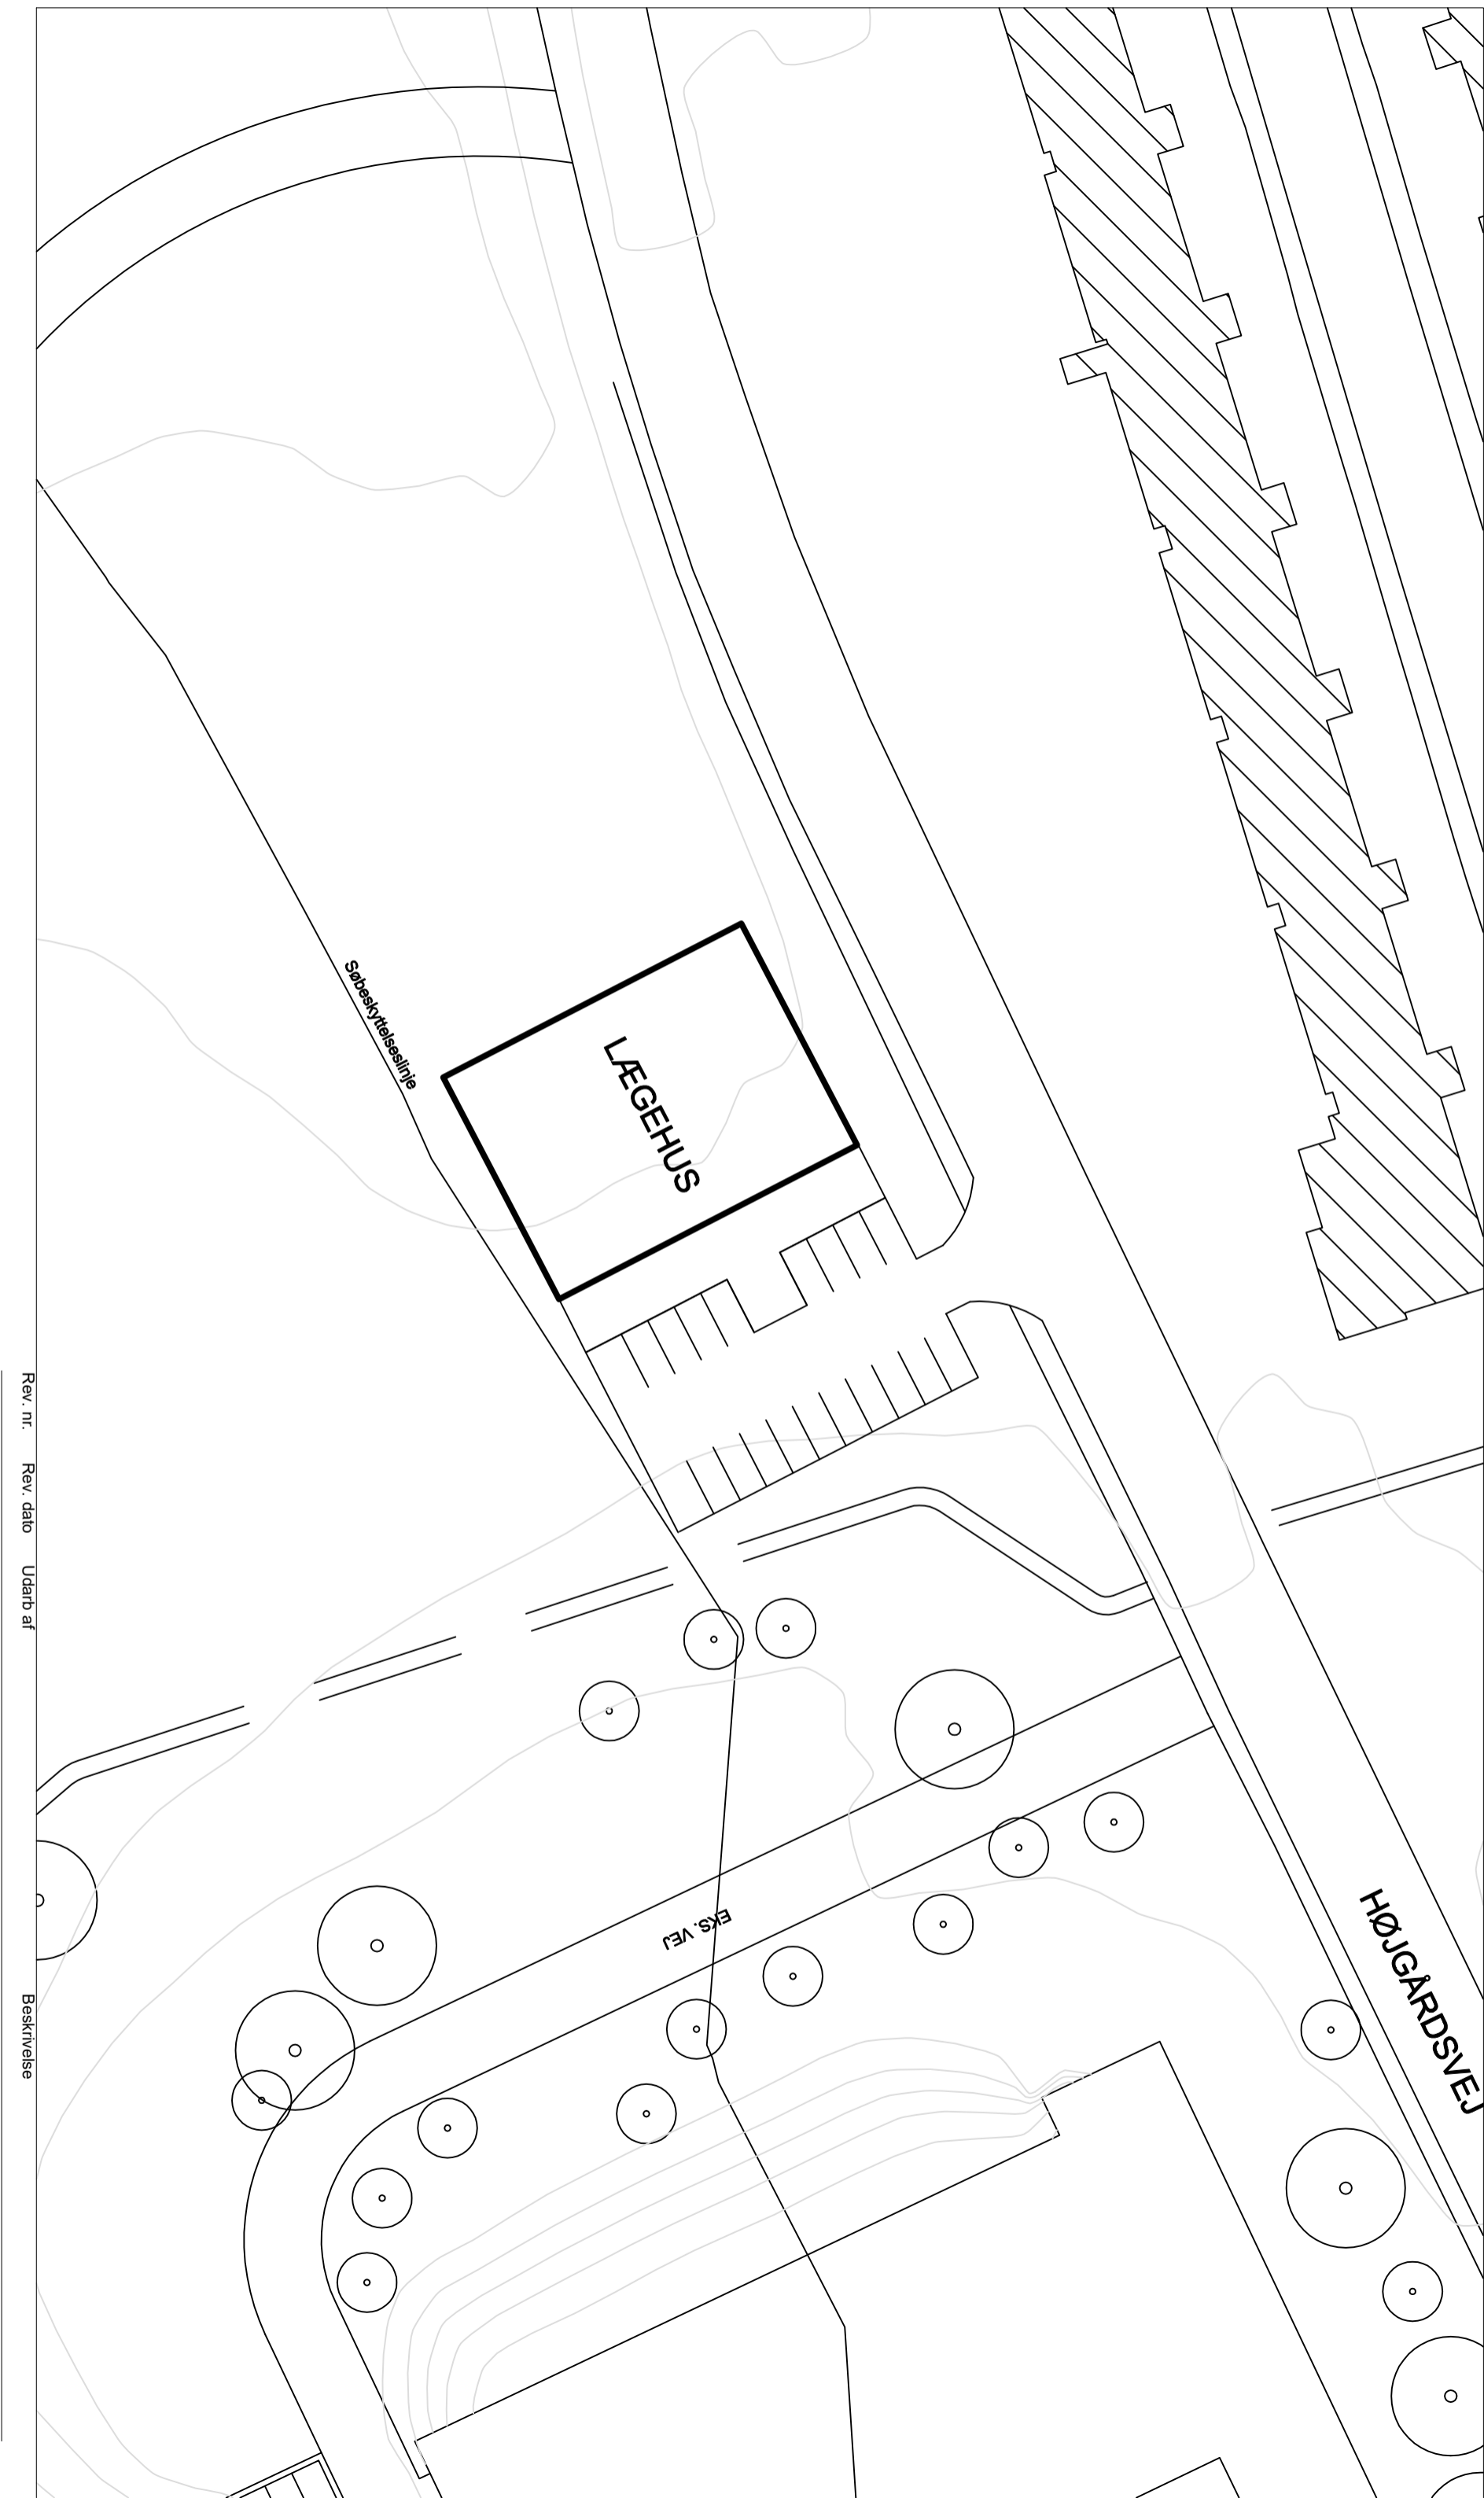 Søbeskyttelseslinje
LÆGEHUS
EKS. VEJ
HØJGÅRDSVEJ
Rev. nr. Rev. dato Udarb af Beskrivelse